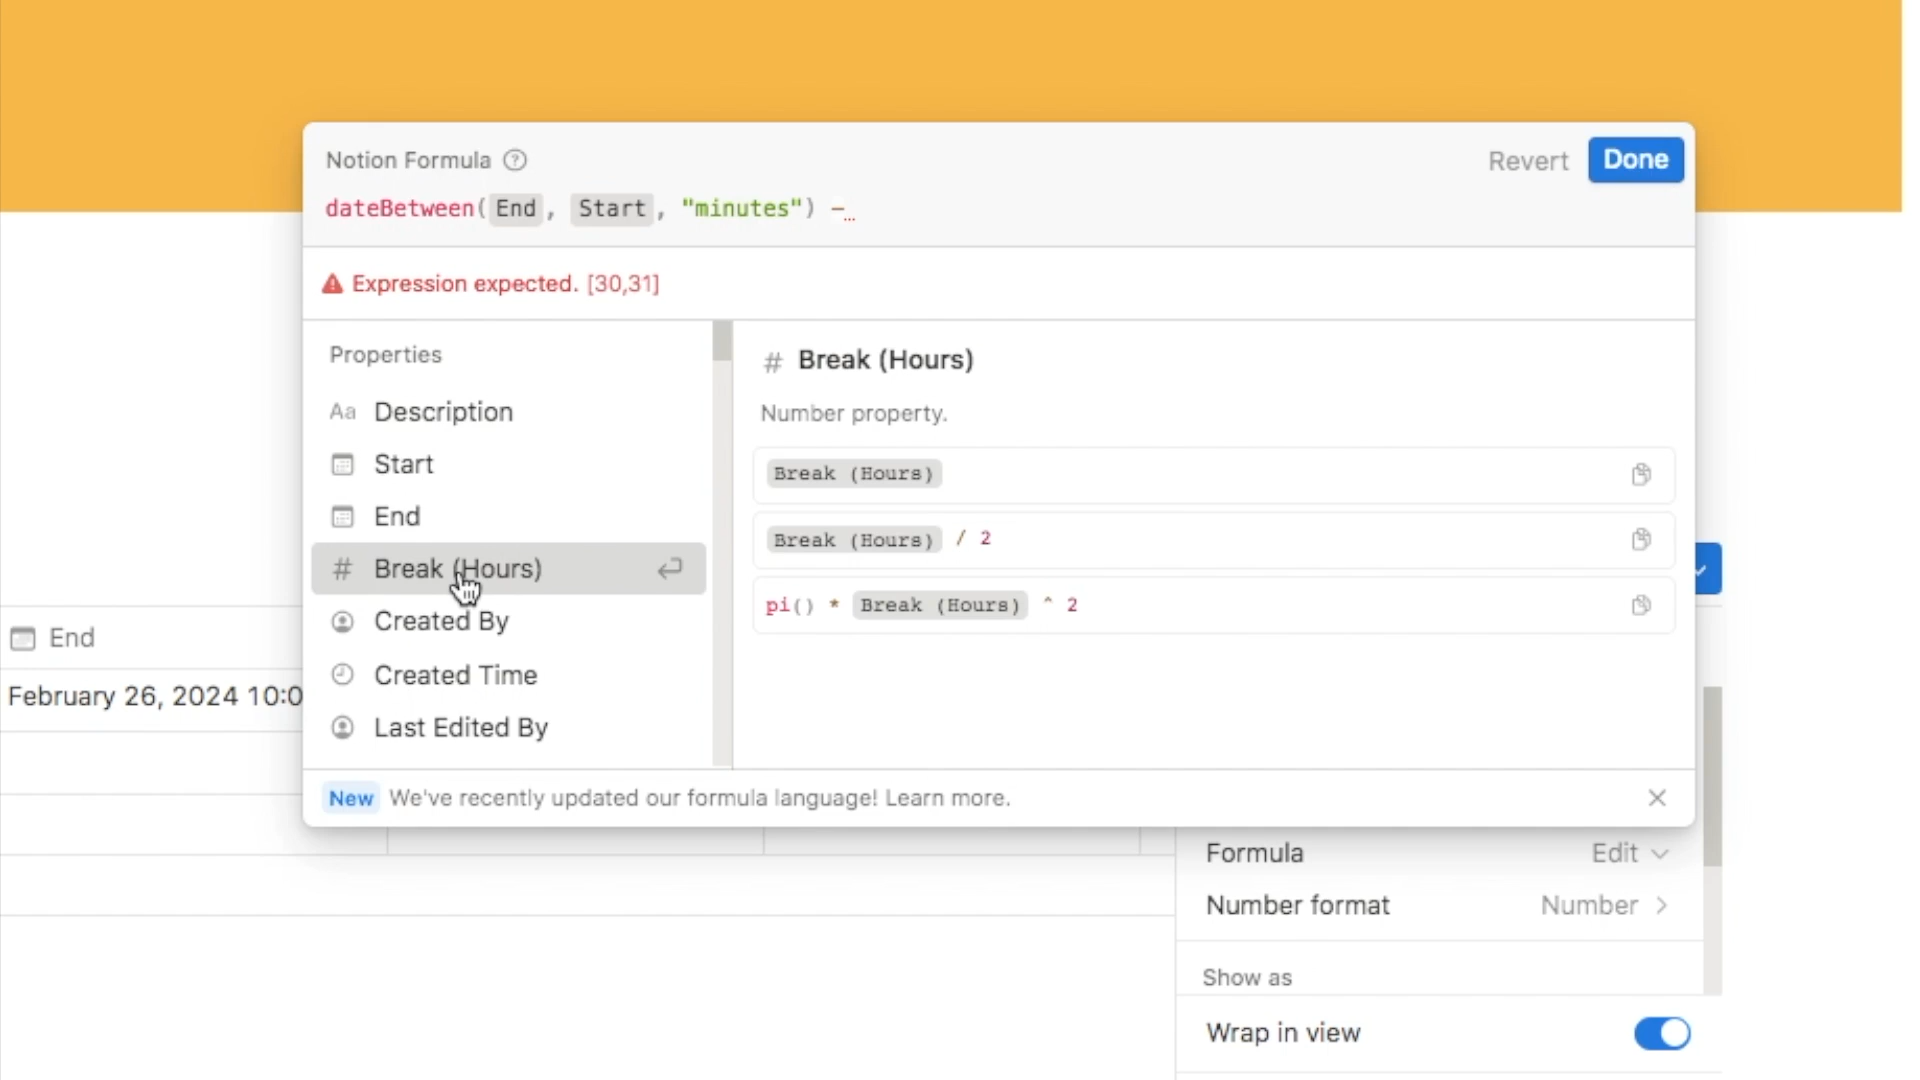 Notion Formula ?
Revert
Done
dateBetween( End , Start , "minutes") –
Expression expected. [30,31]
Properties
Aa Description
Start
End
# Break (Hours)
Created By
Created Time
Last Edited By
# Break (Hours)
Number property.
Break (Hours)
Break (Hours) / 2
pi() * Break (Hours) ^ 2
New We've recently updated our formula language! Learn more.
End
February 26, 2024 10:0
Formula Edit
Number format Number
Show as
Wrap in view